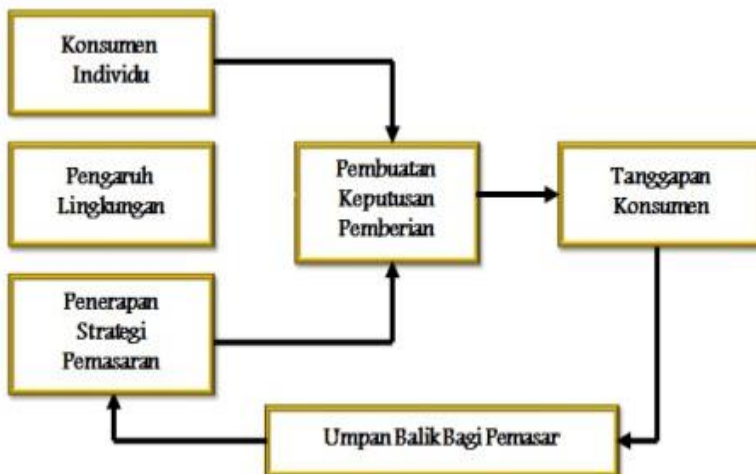 Konsumen
Individu
Pengaruh
Lingkungan
Penerapan
Strategi
Pemasaran
Pembuatan
Keputusan
Pemberian
Tanggapan
Konsumen
Umpan Balik Bagi Pemasar